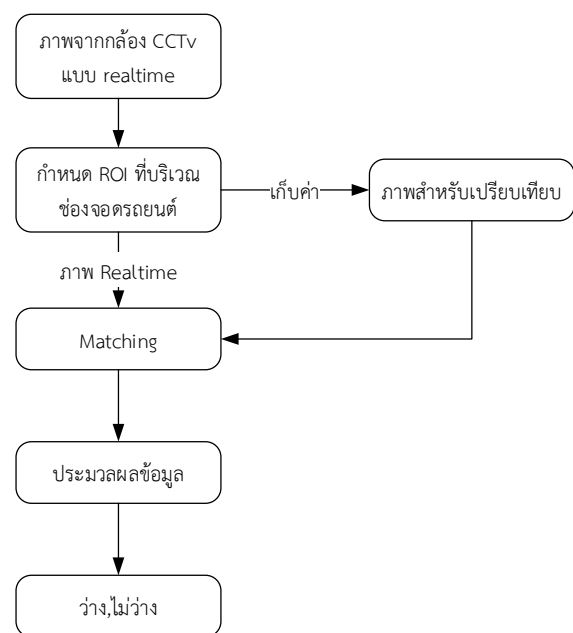 ภาพจากกล้อง CCTv
แบบ realtime
กำหนด ROI ที่บริเวณ
ช่องจอดรถยนต์
เก็บค่า
ภาพสำหรับเปรียบเทียบ
ภาพ Realtime
Matching
ประมวลผลข้อมูล
ว่าง,ไม่ว่าง